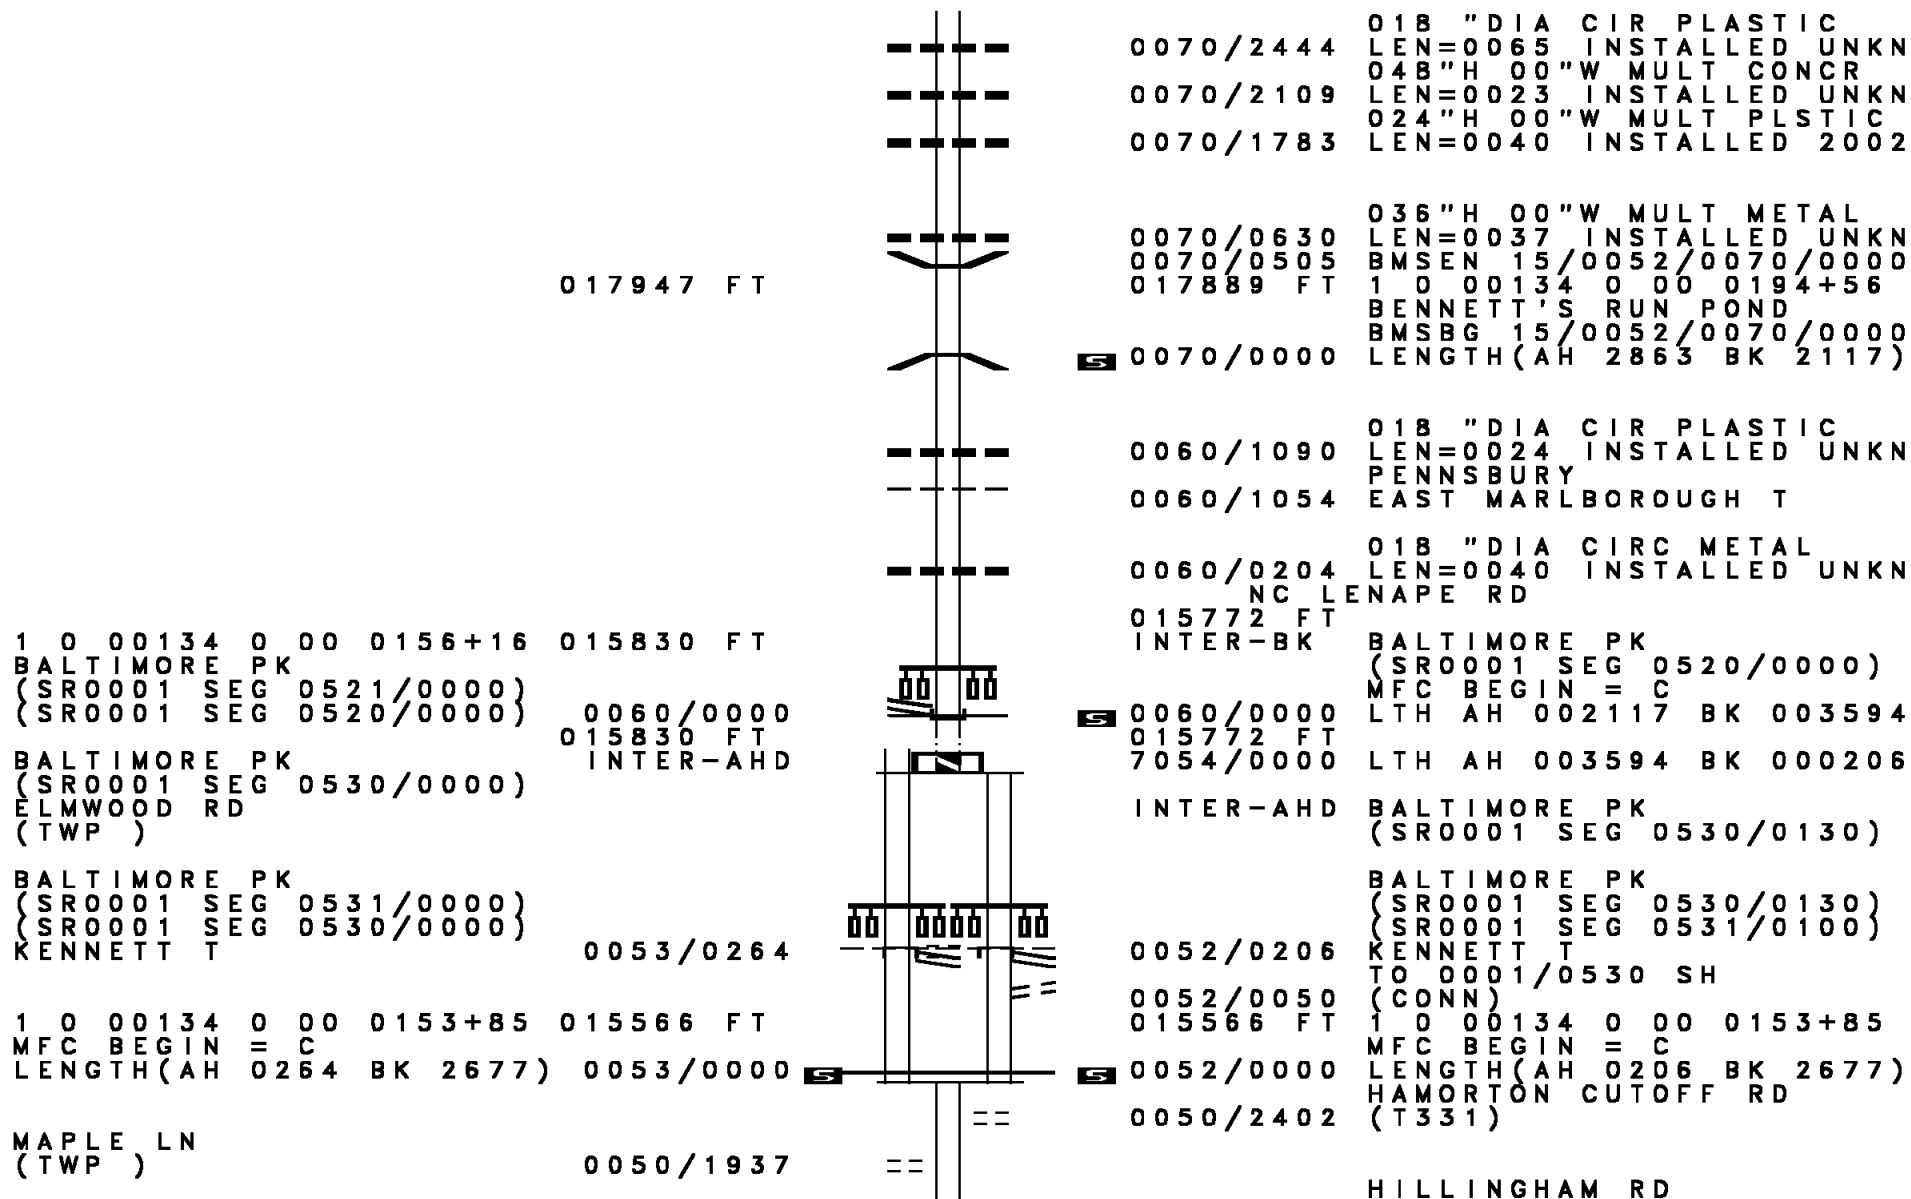 018 "DIA CIR PLASTIC
0070/2444 LEN=0065 INSTALLED UNKN
048"H 00"W MULT CONCR
0070/2109 LEN=0023 INSTALLED UNKN
024"H 00"W MULT PLSTIC
0070/1783 LEN=0040 INSTALLED 2002
036"H 00"W MULT METAL
0070/0630 LEN=0037 INSTALLED UNKN
0070/0505 BMSEN 15/0052/0070/0000
017947 FT 017889 FT 1 0 00134 0 00 0194+56
BENNETT'S RUN POND
BMSBG 15/0052/0070/0000
S 0070/0000 LENGTH(AH 2863 BK 2117)
018 "DIA CIR PLASTIC
0060/1090 LEN=0024 INSTALLED UNKN
PENNSBURY
0060/1054 EAST MARLBOROUGH T
018 "DIA CIRC METAL
0060/0204 LEN=0040 INSTALLED UNKN
NC LENAPE RD
015772 FT
1 0 00134 0 00 0156+16 015830 FT INTER-BK BALTIMORE PK
BALTIMORE PK (SR0001 SEG 0520/0000)
(SR0001 SEG 0521/0000) MFC BEGIN = C
(SR0001 SEG 0520/0000) 0060/0000 S 0060/0000 LTH AH 002117 BK 003594
015830 FT 015772 FT
BALTIMORE PK INTER-AHD 7054/0000 LTH AH 003594 BK 000206
(SR0001 SEG 0530/0000)
ELMWOOD RD INTER-AHD BALTIMORE PK
(TWP ) (SR0001 SEG 0530/0130)
BALTIMORE PK BALTIMORE PK
(SR0001 SEG 0531/0000) (SR0001 SEG 0530/0130)
(SR0001 SEG 0530/0000) (SR0001 SEG 0531/0100)
KENNETT T 0053/0264 0052/0206 KENNETT T
TO 0001/0530 SH
0052/0050 (CONN)
1 0 00134 0 00 0153+85 015566 FT 015566 FT 1 0 00134 0 00 0153+85
MFC BEGIN = C MFC BEGIN = C
LENGTH(AH 0264 BK 2677) 0053/0000 S S 0052/0000 LENGTH(AH 0206 BK 2677)
HAMORTON CUTOFF RD
0050/2402 (T331)
MAPLE LN
(TWP ) 0050/1937
HILLINGHAM RD